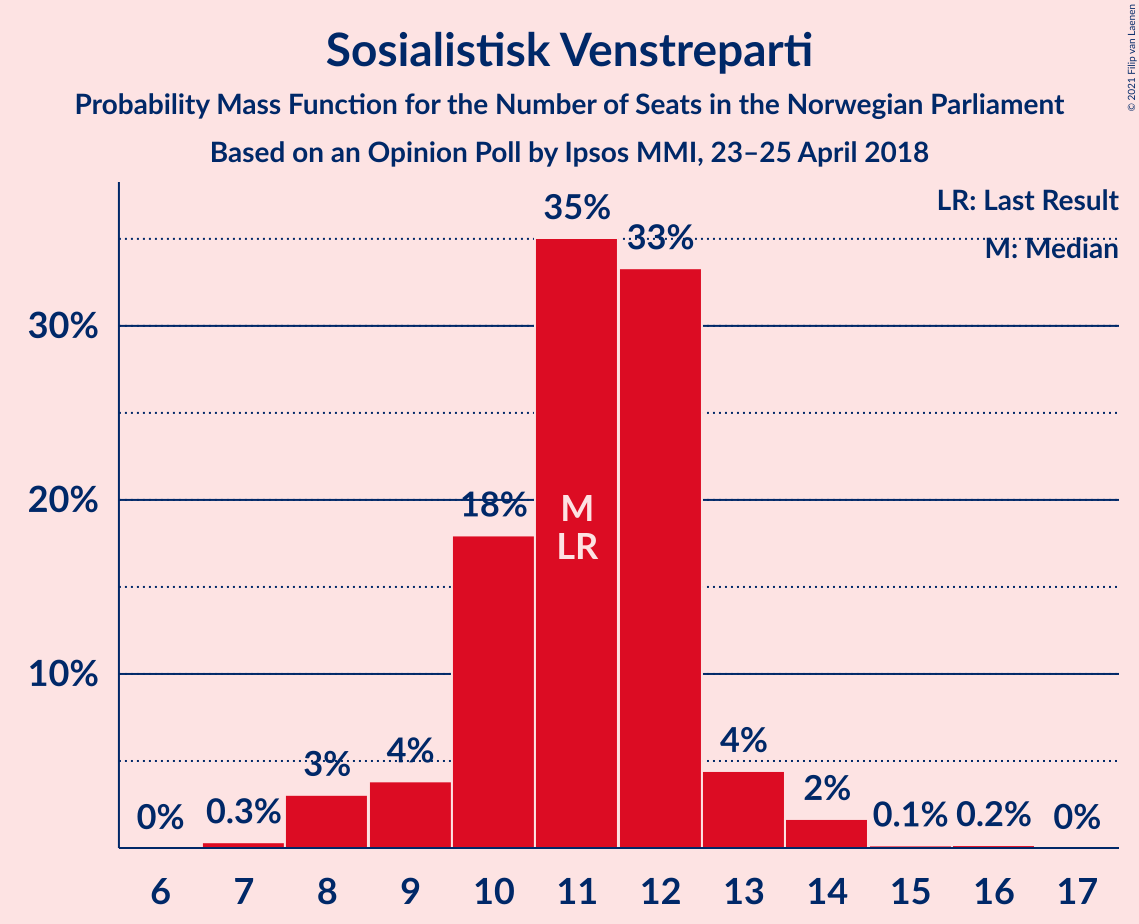 Sosialistisk Venstreparti
Probability Mass Function for the Number of Seats in the Norwegian Parliament
Based on an Opinion Poll by Ipsos MMI, 23–25 April 2018
© 2021 Filip van Laenen
LR: Last Result
M: Median
35%
33%
30%
20%
18%
M
LR
10%
4%
3%
4%
2%
0%
0.3%
0.1%
0.2%
0%
6 7 8 9 10 11 12 13 14 15 16 17